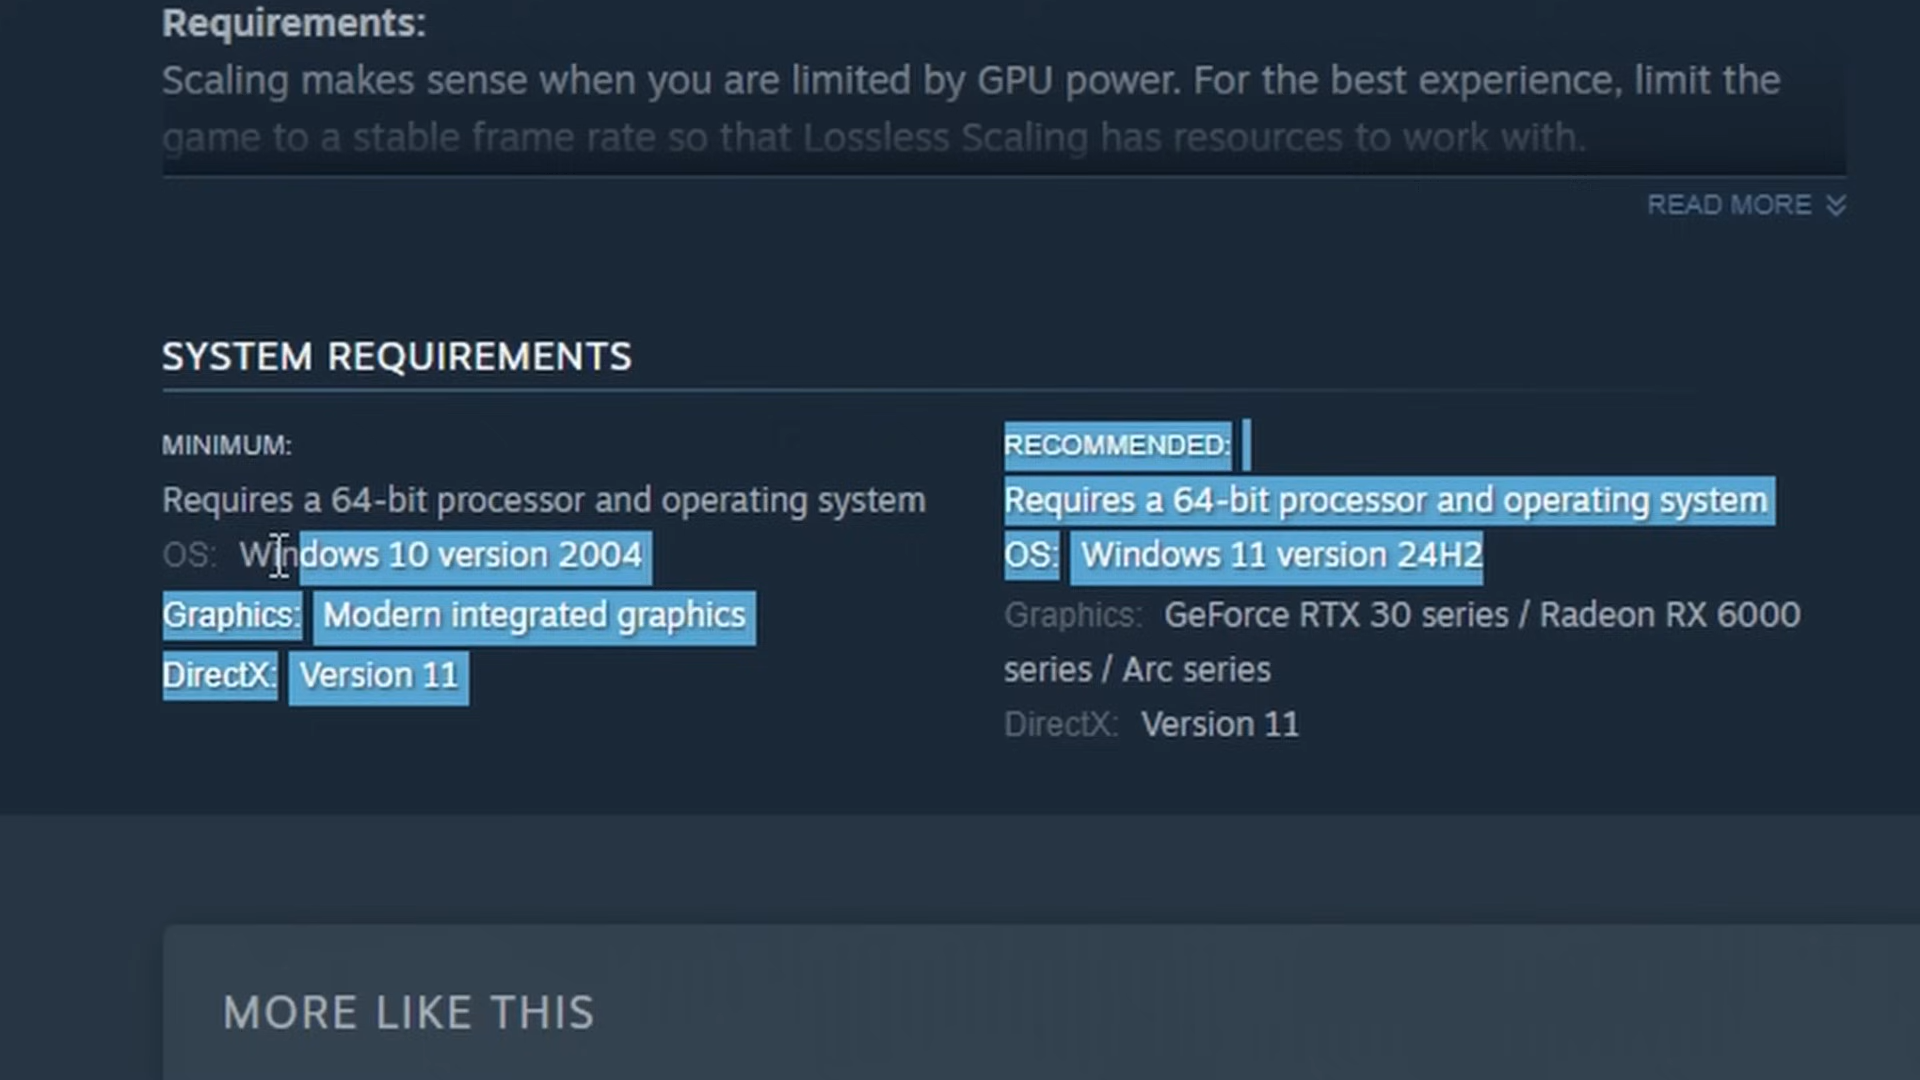 Requirements:
Scaling makes sense when you are limited by GPU power. For the best experience, limit the
game to a stable frame rate so that Lossless Scaling has resources to work with.
READ MORE
SYSTEM REQUIREMENTS
MINIMUM:
Requires a 64-bit processor and operating system
OS: Windows 10 version 2004
Graphics: Modern integrated graphics
DirectX: Version 11
RECOMMENDED:
Requires a 64-bit processor and operating system
OS: Windows 11 version 24H2
Graphics: GeForce RTX 30 series / Radeon RX 6000
series / Arc series
DirectX: Version 11
MORE LIKE THIS